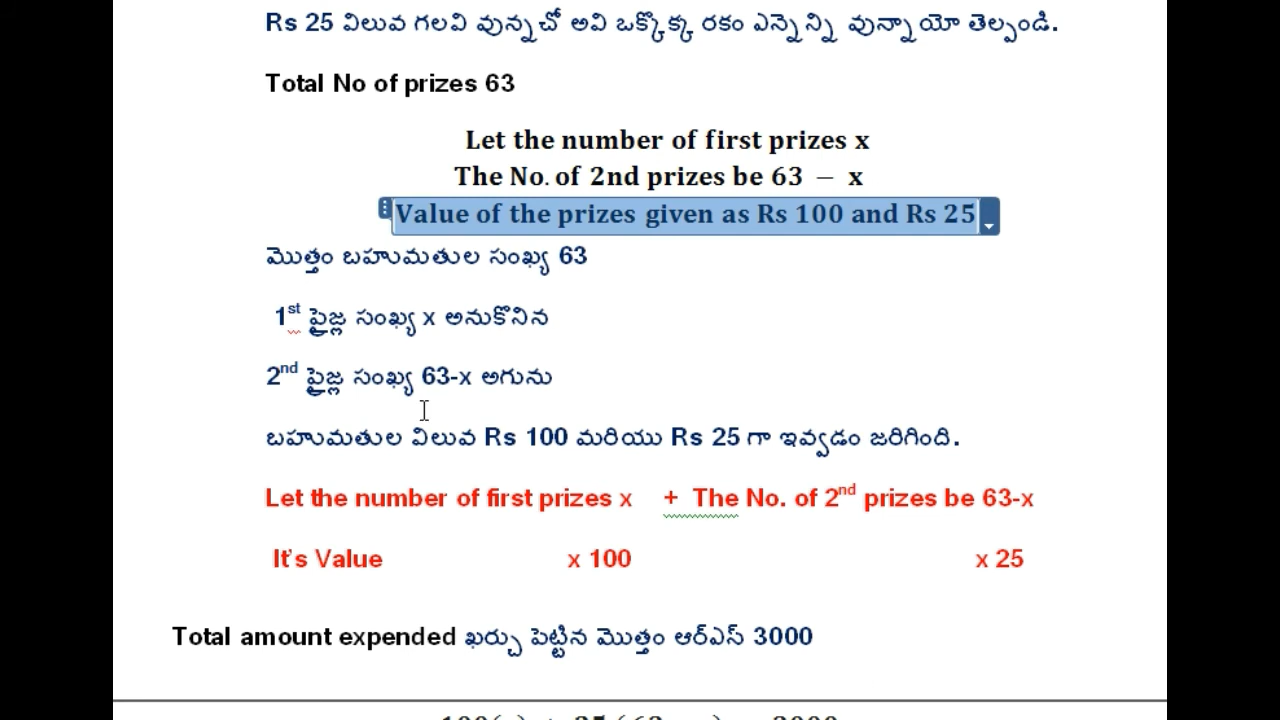 Rs 25 విలువ గలవి వున్నచో అవి ఒక్కొక్క రకం ఎన్నెన్ని వున్నాయో తెల్పండి.
Total No of prizes 63
Let the number of first prizes x
The No. of 2nd prizes be 63 − x
Value of the prizes given as Rs 100 and Rs 25
మొత్తం బహుమతుల సంఖ్య 63
1st ప్రైజ్ల సంఖ్య x అనుకొనిన
2nd ప్రైజ్ల సంఖ్య 63-x అగును
బహుమతుల విలువ Rs 100 మరియు Rs 25 గా ఇవ్వడం జరిగింది.
Let the number of first prizes x + The No. of 2nd prizes be 63-x
It's Value x 100 x 25
Total amount expended ఖర్చు పెట్టిన మొత్తం ఆర్ఎస్ 3000